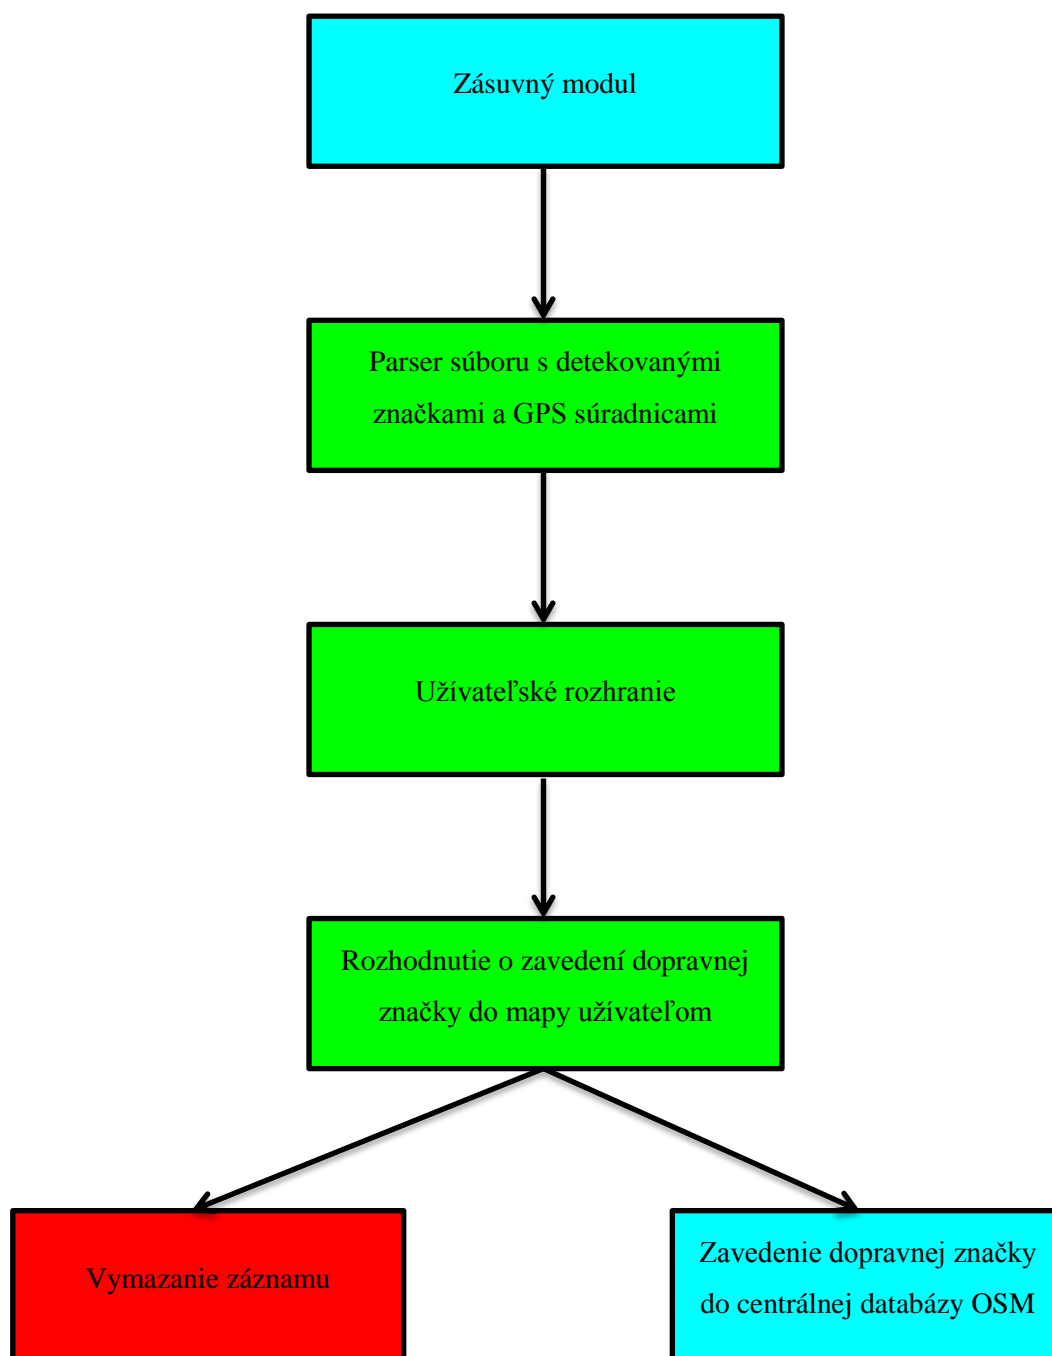 Zásuvný modul
Parser súboru s detekovanými
značkami a GPS súradnicami
Užívateľské rozhranie
Rozhodnutie o zavedení dopravnej
značky do mapy užívateľom
Vymazanie záznamu
Zavedenie dopravnej značky
do centrálnej databázy OSM